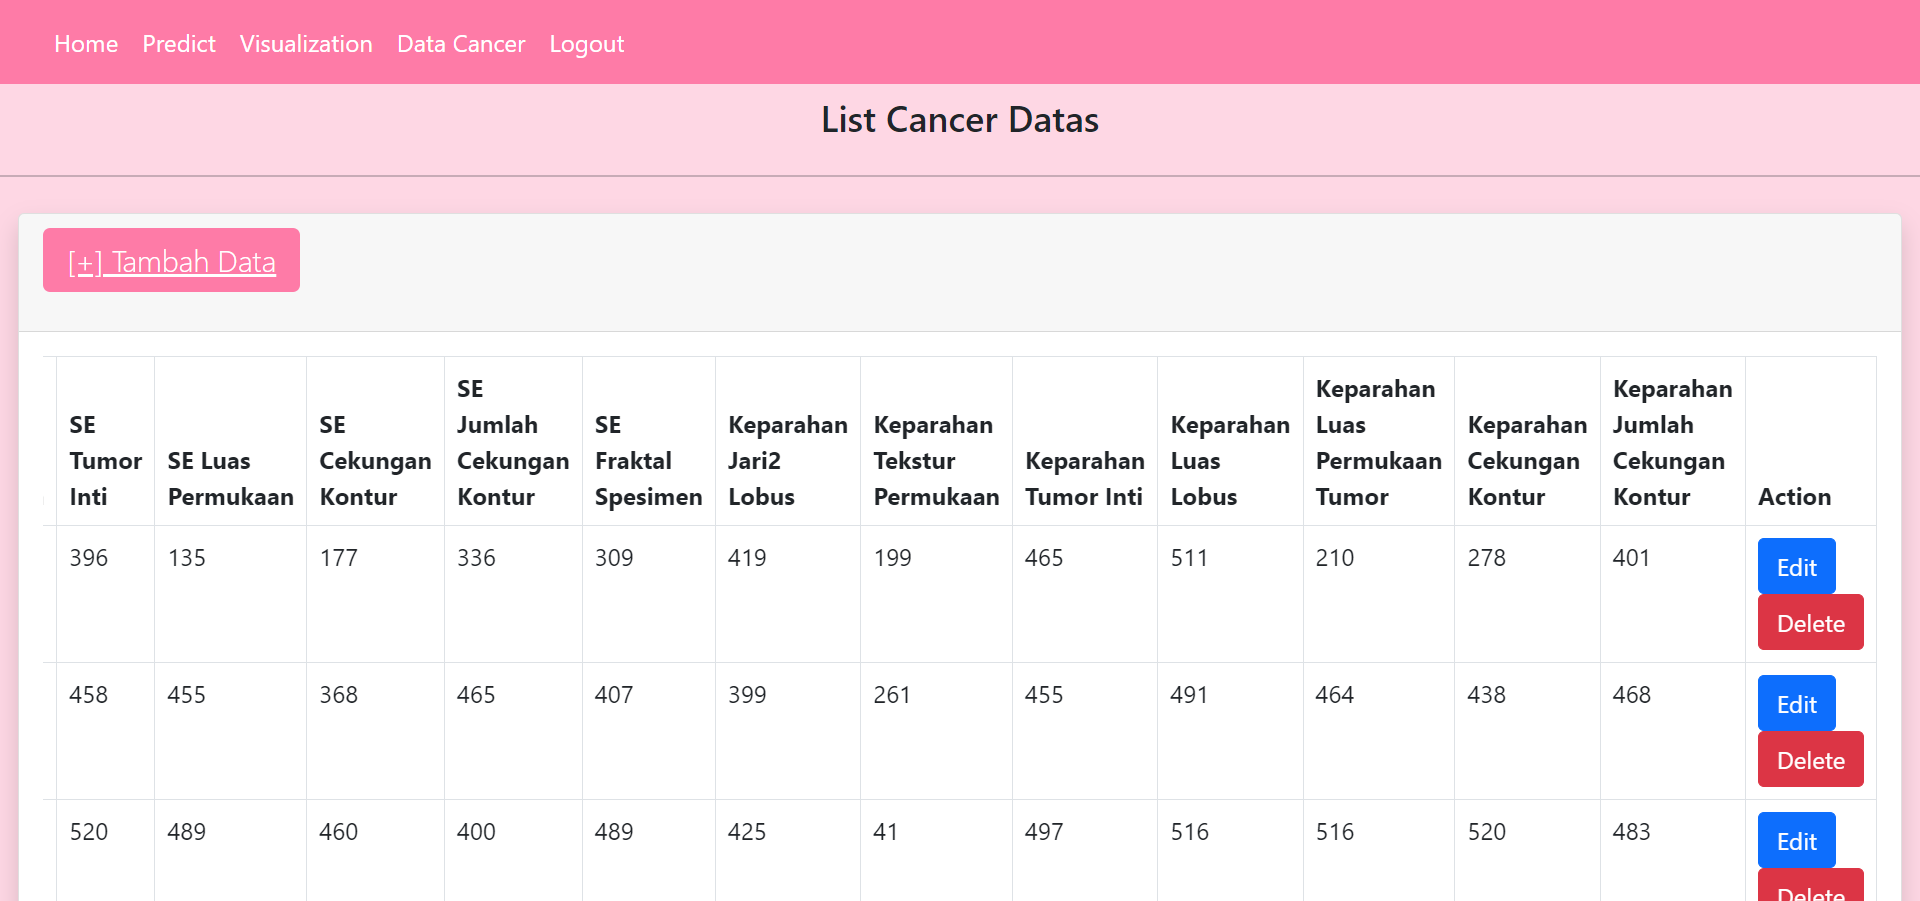 Home Predict Visualization Data Cancer Logout
List Cancer Datas
[+] Tambah Data
SE Tumor Inti
SE Luas Permukaan
SE Cekungan Kontur
SE Jumlah Cekungan Kontur
SE Fraktal Spesimen
Keparahan Jari2 Lobus
Keparahan Tekstur Permukaan
Keparahan Tumor Inti
Keparahan Luas Lobus
Keparahan Luas Permukaan Tumor
Keparahan Cekungan Kontur
Keparahan Jumlah Cekungan Kontur
Action
396 135 177 336 309 419 199 465 511 210 278 401 Edit
Delete
458 455 368 465 407 399 261 455 491 464 438 468 Edit
Delete
520 489 460 400 489 425 41 497 516 516 520 483 Edit
Delete